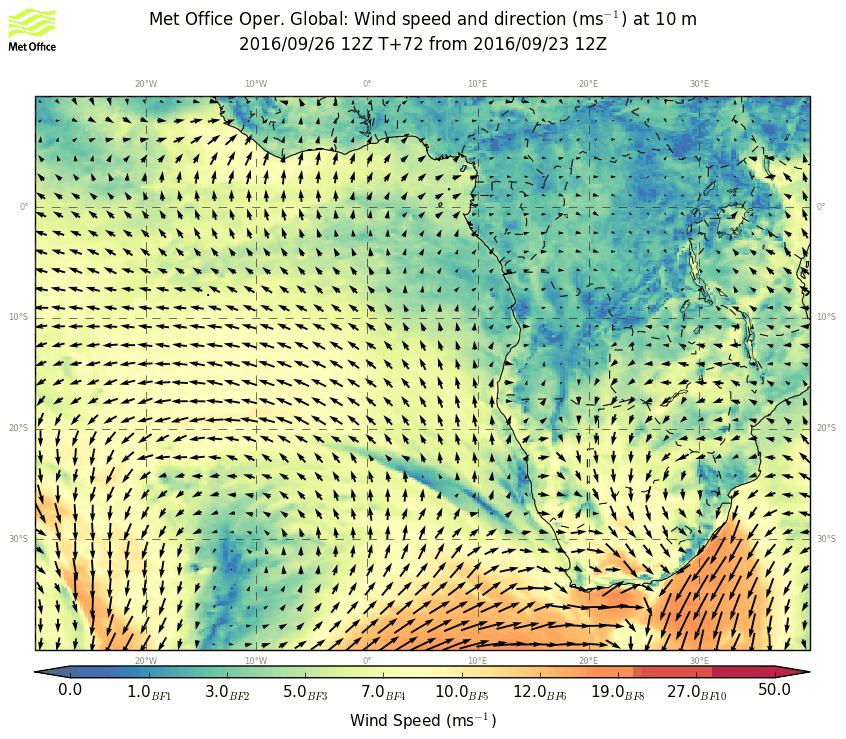 Met Office Oper. Global: Wind speed and direction (ms⁻¹) at 10 m
2016/09/26 12Z T+72 from 2016/09/23 12Z
Met Office
20°W 10°W 0° 10°E 20°E 30°E
0° 0°
10°S 10°S
20°S 20°S
30°S 30°S
20°W 10°W 0° 10°E 20°E 30°E
0.0 1.0BF1 3.0BF2 5.0BF3 7.0BF4 10.0BF5 12.0BF6 19.0BF8 27.0BF10 50.0
Wind Speed (ms⁻¹)